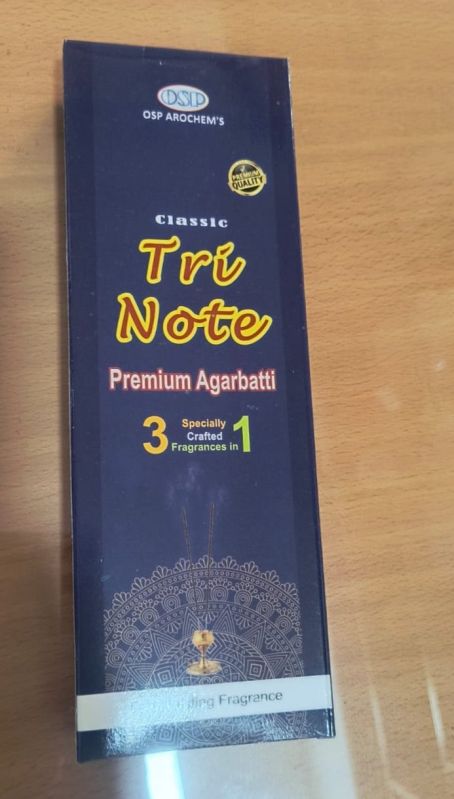 OSP
OSP AROCHEM'S
PREMIUM
QUALITY
Classic
Tri
Note
Premium Agarbatti
3 Specially
Crafted
Fragrances in 1
Fragrance